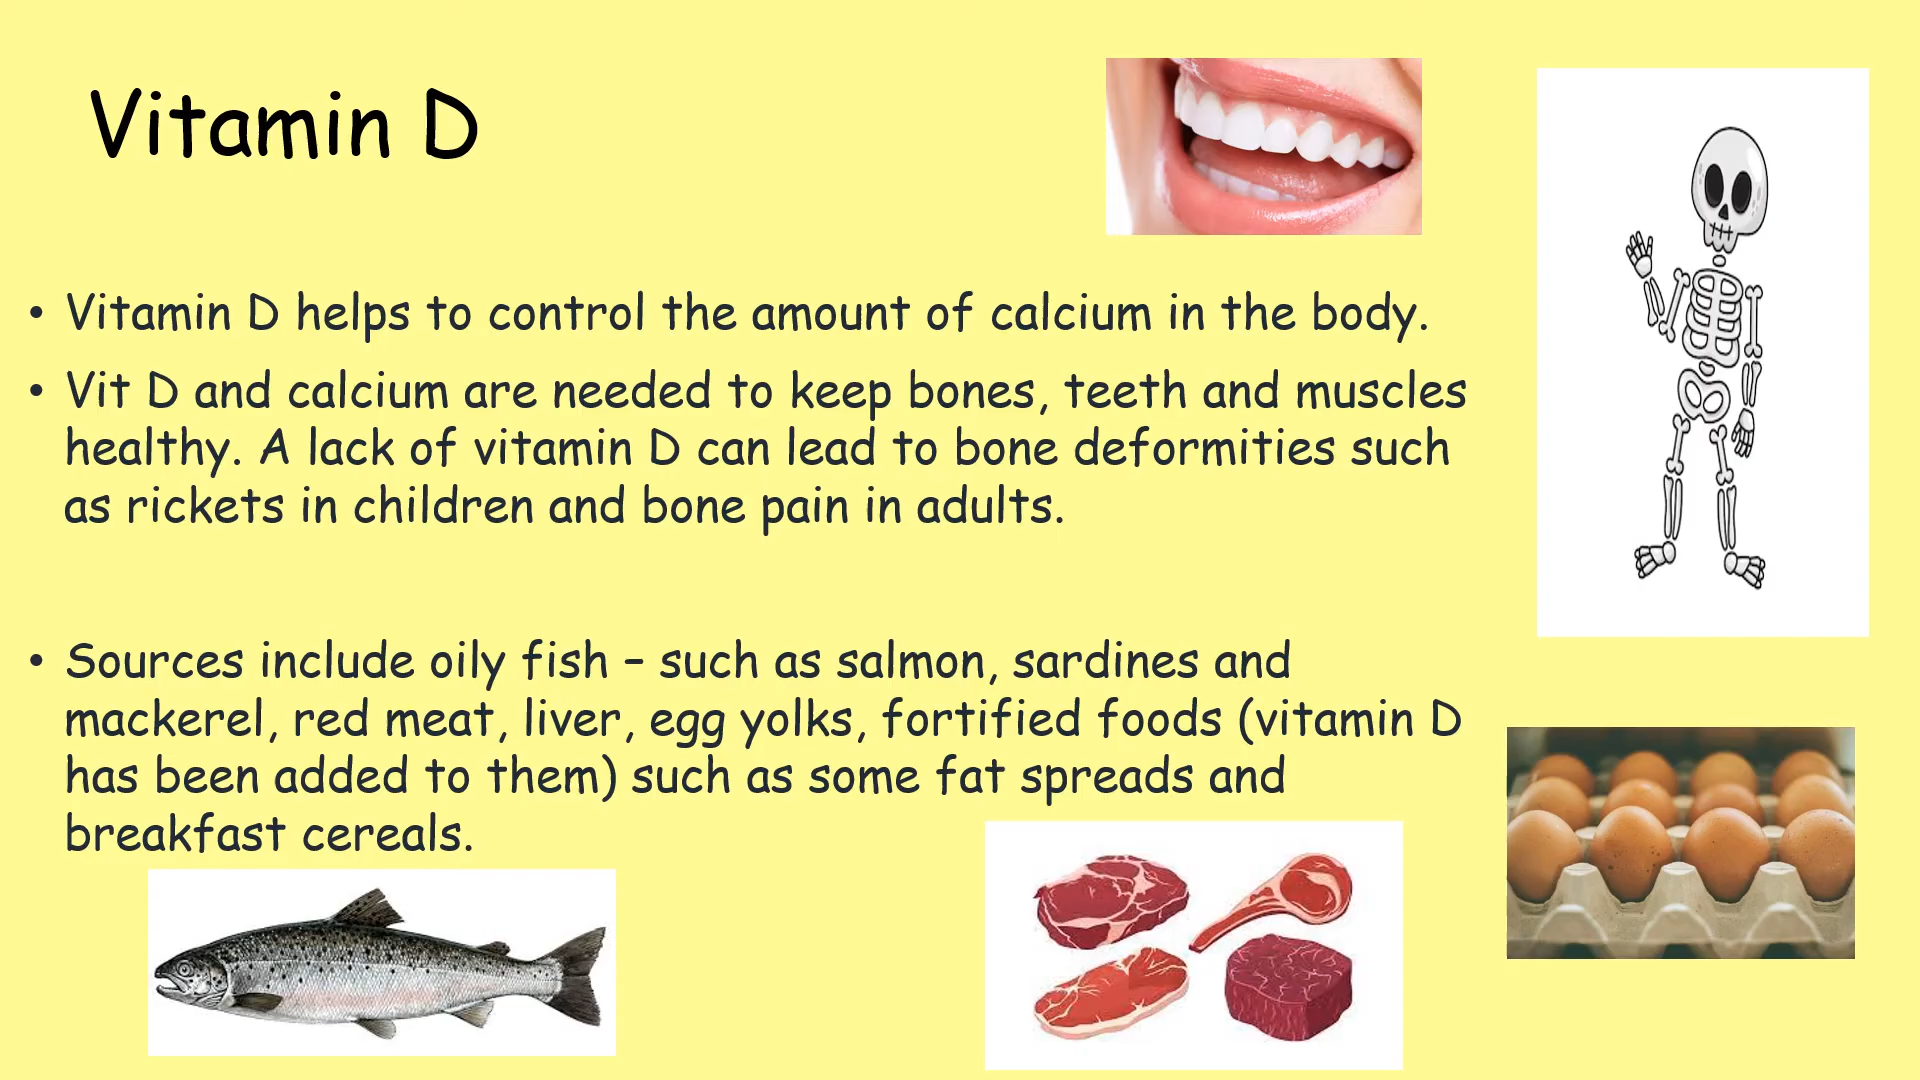 Vitamin D
• Vitamin D helps to control the amount of calcium in the body.
• Vit D and calcium are needed to keep bones, teeth and muscles
healthy. A lack of vitamin D can lead to bone deformities such
as rickets in children and bone pain in adults.
• Sources include oily fish – such as salmon, sardines and
mackerel, red meat, liver, egg yolks, fortified foods (vitamin D
has been added to them) such as some fat spreads and
breakfast cereals.